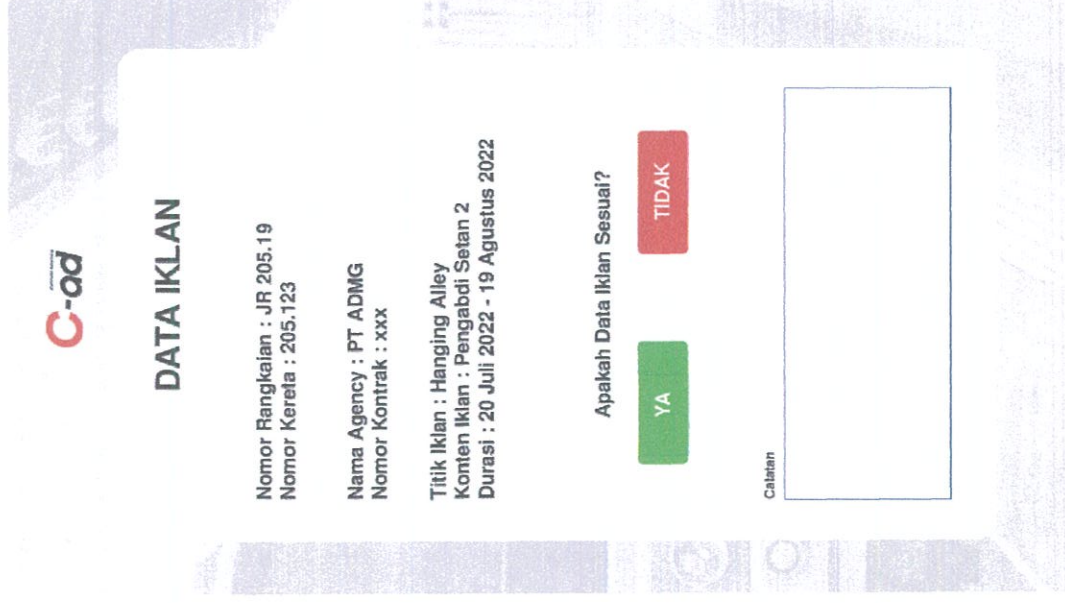 C-ad
DATA IKLAN
Nomor Rangkaian : JR 205.19
Nomor Kereta : 205.123
Nama Agency : PT ADMG
Nomor Kontrak : xxx
Titik Iklan : Hanging Alley
Konten Iklan : Pengabdi Setan 2
Durasi : 20 Juli 2022 - 19 Agustus 2022
Apakah Data Iklan Sesuai?
YA
TIDAK
Catatan